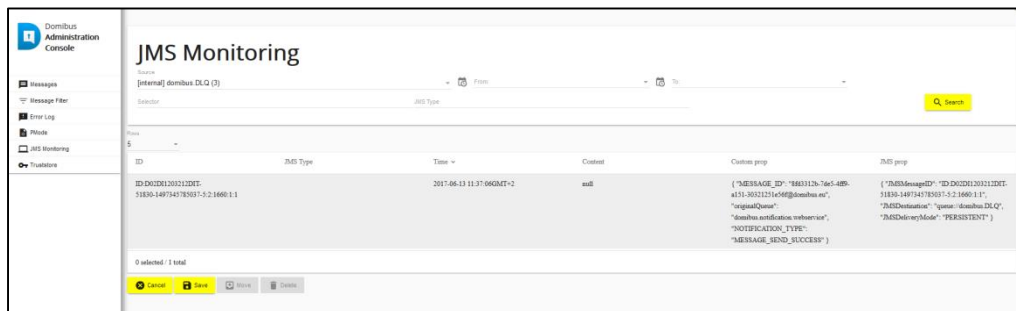 Domibus
Administration
Console
Messages
Message Filter
Error Log
PMode
JMS Monitoring
Truststore
JMS Monitoring
Source
[internal] domibus.DLQ (3)
From:
To:
Selector
JMS Type
Search
Rows
5
ID JMS Type Time Content Custom prop JMS prop
ID:D02DI1203212DIT-
51830-1497345785037-5:2:1660:1:1
2017-06-13 11:37:06GMT+2
null
{ "MESSAGE_ID": "8fd3312b-7de5-4ff9-
a151-30321251e56f@domibus.eu",
"originalQueue":
"domibus.notification.webservice",
"NOTIFICATION_TYPE":
"MESSAGE_SEND_SUCCESS" }
{ "JMSMessageID": "ID:D02DI1203212DIT-
51830-1497345785037-5:2:1660:1:1",
"JMSDestination": "queue://domibus.DLQ",
"JMSDeliveryMode": "PERSISTENT" }
0 selected / 1 total
Cancel Save Move Delete